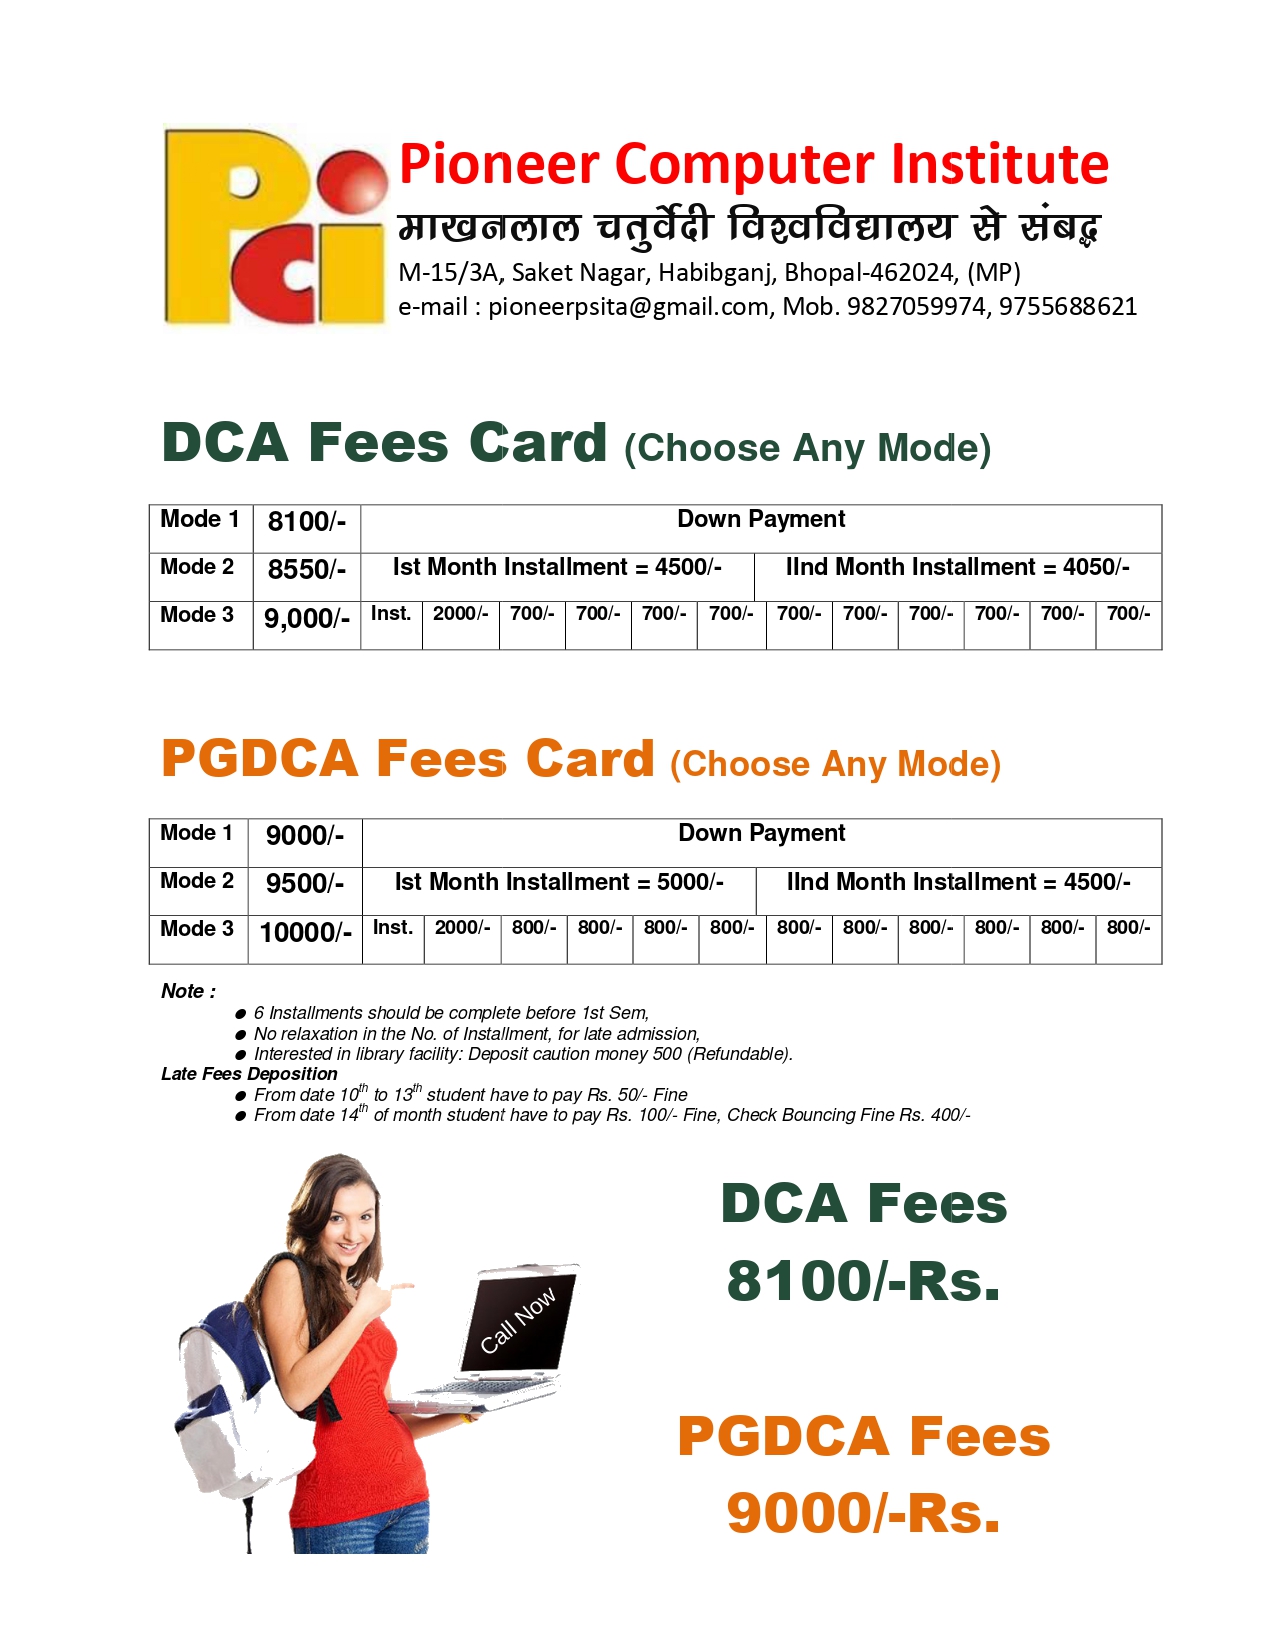 Pci
Pioneer Computer Institute
माखनलाल चतुर्वेदी विश्वविद्यालय से संबद्ध
M-15/3A, Saket Nagar, Habibganj, Bhopal-462024, (MP)
e-mail : pioneerpsita@gmail.com, Mob. 9827059974, 9755688621
DCA Fees Card (Choose Any Mode)
Mode 1 8100/- Down Payment
Mode 2 8550/- Ist Month Installment = 4500/- IInd Month Installment = 4050/-
Mode 3 9,000/- Inst. 2000/- 700/- 700/- 700/- 700/- 700/- 700/- 700/- 700/- 700/- 700/-
PGDCA Fees Card (Choose Any Mode)
Mode 1 9000/- Down Payment
Mode 2 9500/- Ist Month Installment = 5000/- IInd Month Installment = 4500/-
Mode 3 10000/- Inst. 2000/- 800/- 800/- 800/- 800/- 800/- 800/- 800/- 800/- 800/- 800/-
Note :
● 6 Installments should be complete before 1st Sem,
● No relaxation in the No. of Installment, for late admission,
● Interested in library facility: Deposit caution money 500 (Refundable).
Late Fees Deposition
● From date 10th to 13th student have to pay Rs. 50/- Fine
● From date 14th of month student have to pay Rs. 100/- Fine, Check Bouncing Fine Rs. 400/-
Call Now
DCA Fees
8100/-Rs.
PGDCA Fees
9000/-Rs.